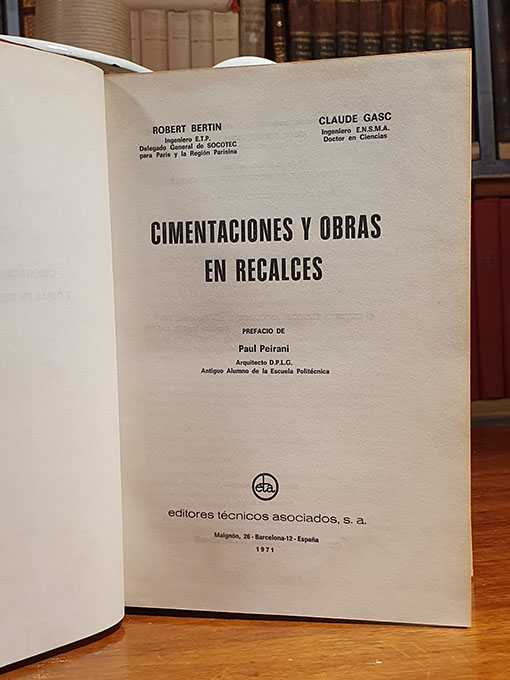 ROBERT BERTIN
Ingeniero E.T.P.
Delegado General de SOCOTEC
para París y la Región Parisina
CLAUDE GASC
Ingeniero E.N.S.M.A.
Doctor en Ciencias
CIMENTACIONES Y OBRAS
EN RECALCES
PREFACIO DE
Paul Peirani
Arquitecto D.P.L.G.
Antiguo Alumno de la Escuela Politécnica
eta
editores técnicos asociados, s. a.
Maignón, 26 - Barcelona-12 - España
1971